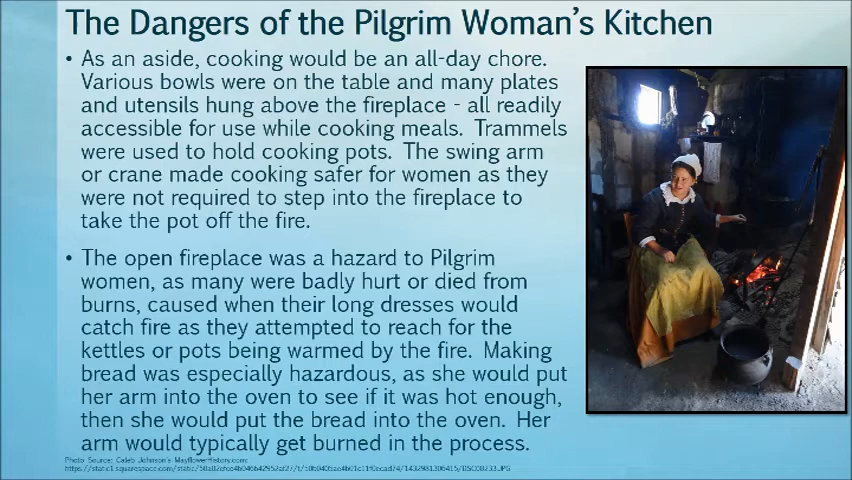 The Dangers of the Pilgrim Woman's Kitchen
• As an aside, cooking would be an all-day chore.
Various bowls were on the table and many plates
and utensils hung above the fireplace - all readily
accessible for use while cooking meals. Trammels
were used to hold cooking pots. The swing arm
or crane made cooking safer for women as they
were not required to step into the fireplace to
take the pot off the fire.
• The open fireplace was a hazard to Pilgrim
women, as many were badly hurt or died from
burns, caused when their long dresses would
catch fire as they attempted to reach for the
kettles or pots being warmed by the fire. Making
bread was especially hazardous, as she would put
her arm into the oven to see if it was hot enough,
then she would put the bread into the oven. Her
arm would typically get burned in the process.
Photo Source: Caleb Johnson's MayflowerHistory.com: